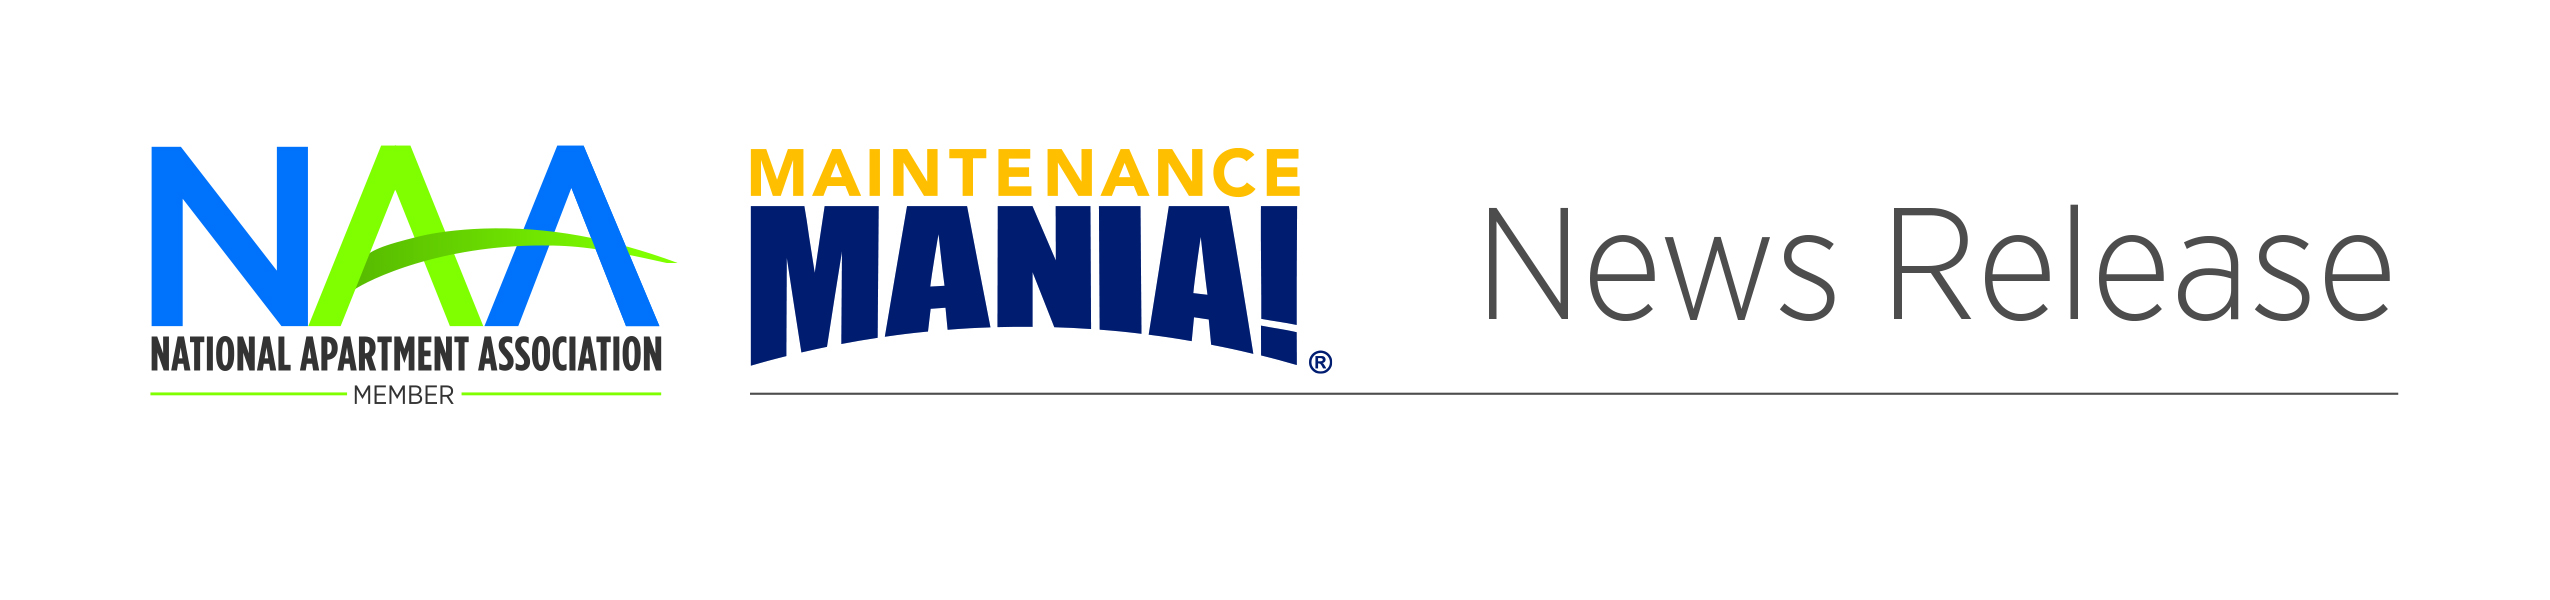 NAA
NATIONAL APARTMENT ASSOCIATION
MEMBER
MAINTENANCE
MANIA!®
News Release